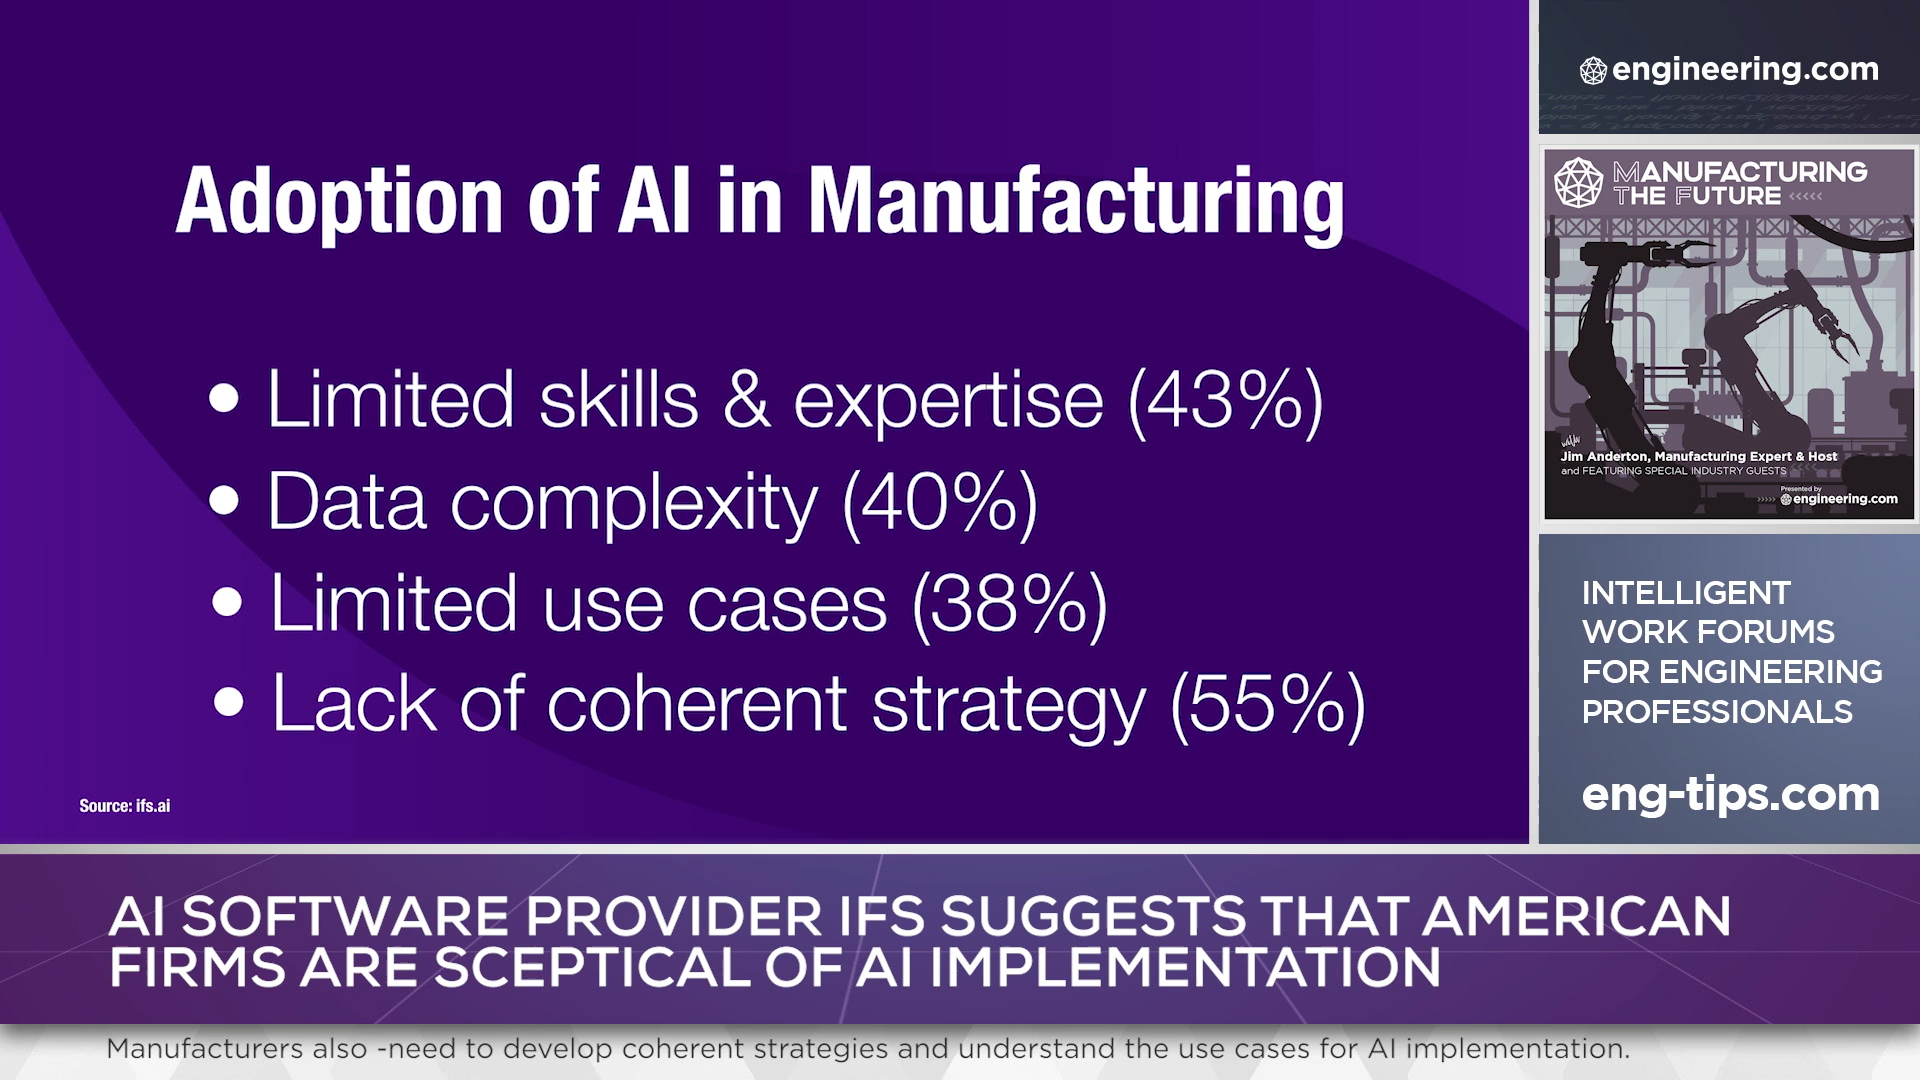 Adoption of AI in Manufacturing
• Limited skills & expertise (43%)
• Data complexity (40%)
• Limited use cases (38%)
• Lack of coherent strategy (55%)
Source: ifs.ai
engineering.com
MANUFACTURING
THE FUTURE <<<<<
with
Jim Anderton, Manufacturing Expert & Host
and FEATURING SPECIAL INDUSTRY GUESTS
Presented by
>>>>> engineering.com
INTELLIGENT
WORK FORUMS
FOR ENGINEERING
PROFESSIONALS
eng-tips.com
AI SOFTWARE PROVIDER IFS SUGGESTS THAT AMERICAN
FIRMS ARE SCEPTICAL OF AI IMPLEMENTATION
Manufacturers also -need to develop coherent strategies and understand the use cases for AI implementation.